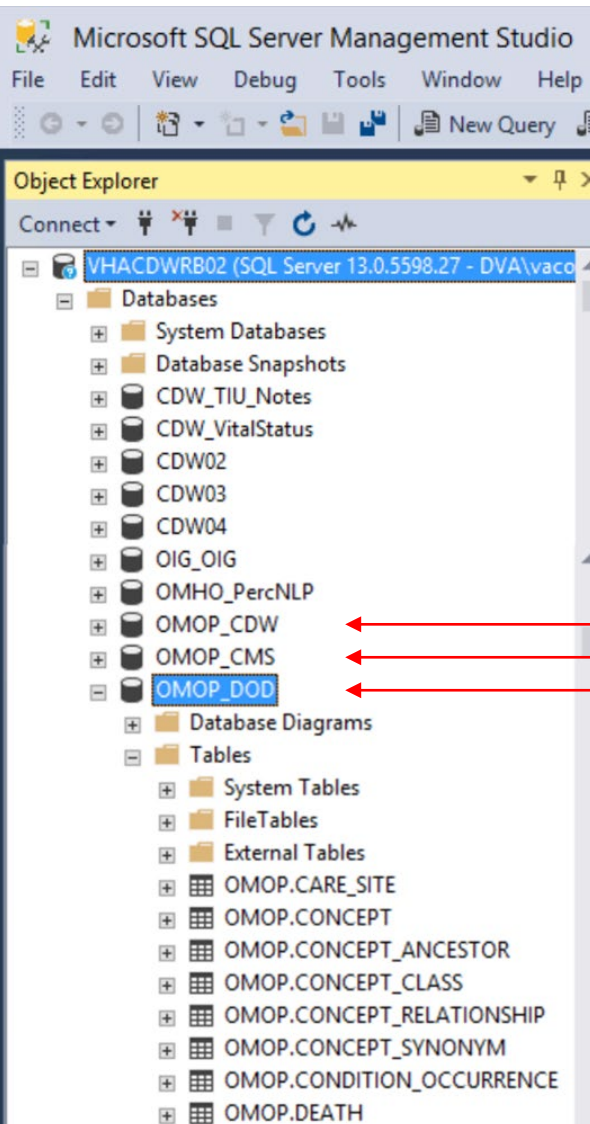 Microsoft SQL Server Management Studio
File Edit View Debug Tools Window Help
New Query
Object Explorer
Connect
VHACDWRB02 (SQL Server 13.0.5598.27 - DVA\vaco
Databases
System Databases
Database Snapshots
CDW_TIU_Notes
CDW_VitalStatus
CDW02
CDW03
CDW04
OIG_OIG
OMHO_PercNLP
OMOP_CDW
OMOP_CMS
OMOP_DOD
Database Diagrams
Tables
System Tables
FileTables
External Tables
OMOP.CARE_SITE
OMOP.CONCEPT
OMOP.CONCEPT_ANCESTOR
OMOP.CONCEPT_CLASS
OMOP.CONCEPT_RELATIONSHIP
OMOP.CONCEPT_SYNONYM
OMOP.CONDITION_OCCURRENCE
OMOP.DEATH